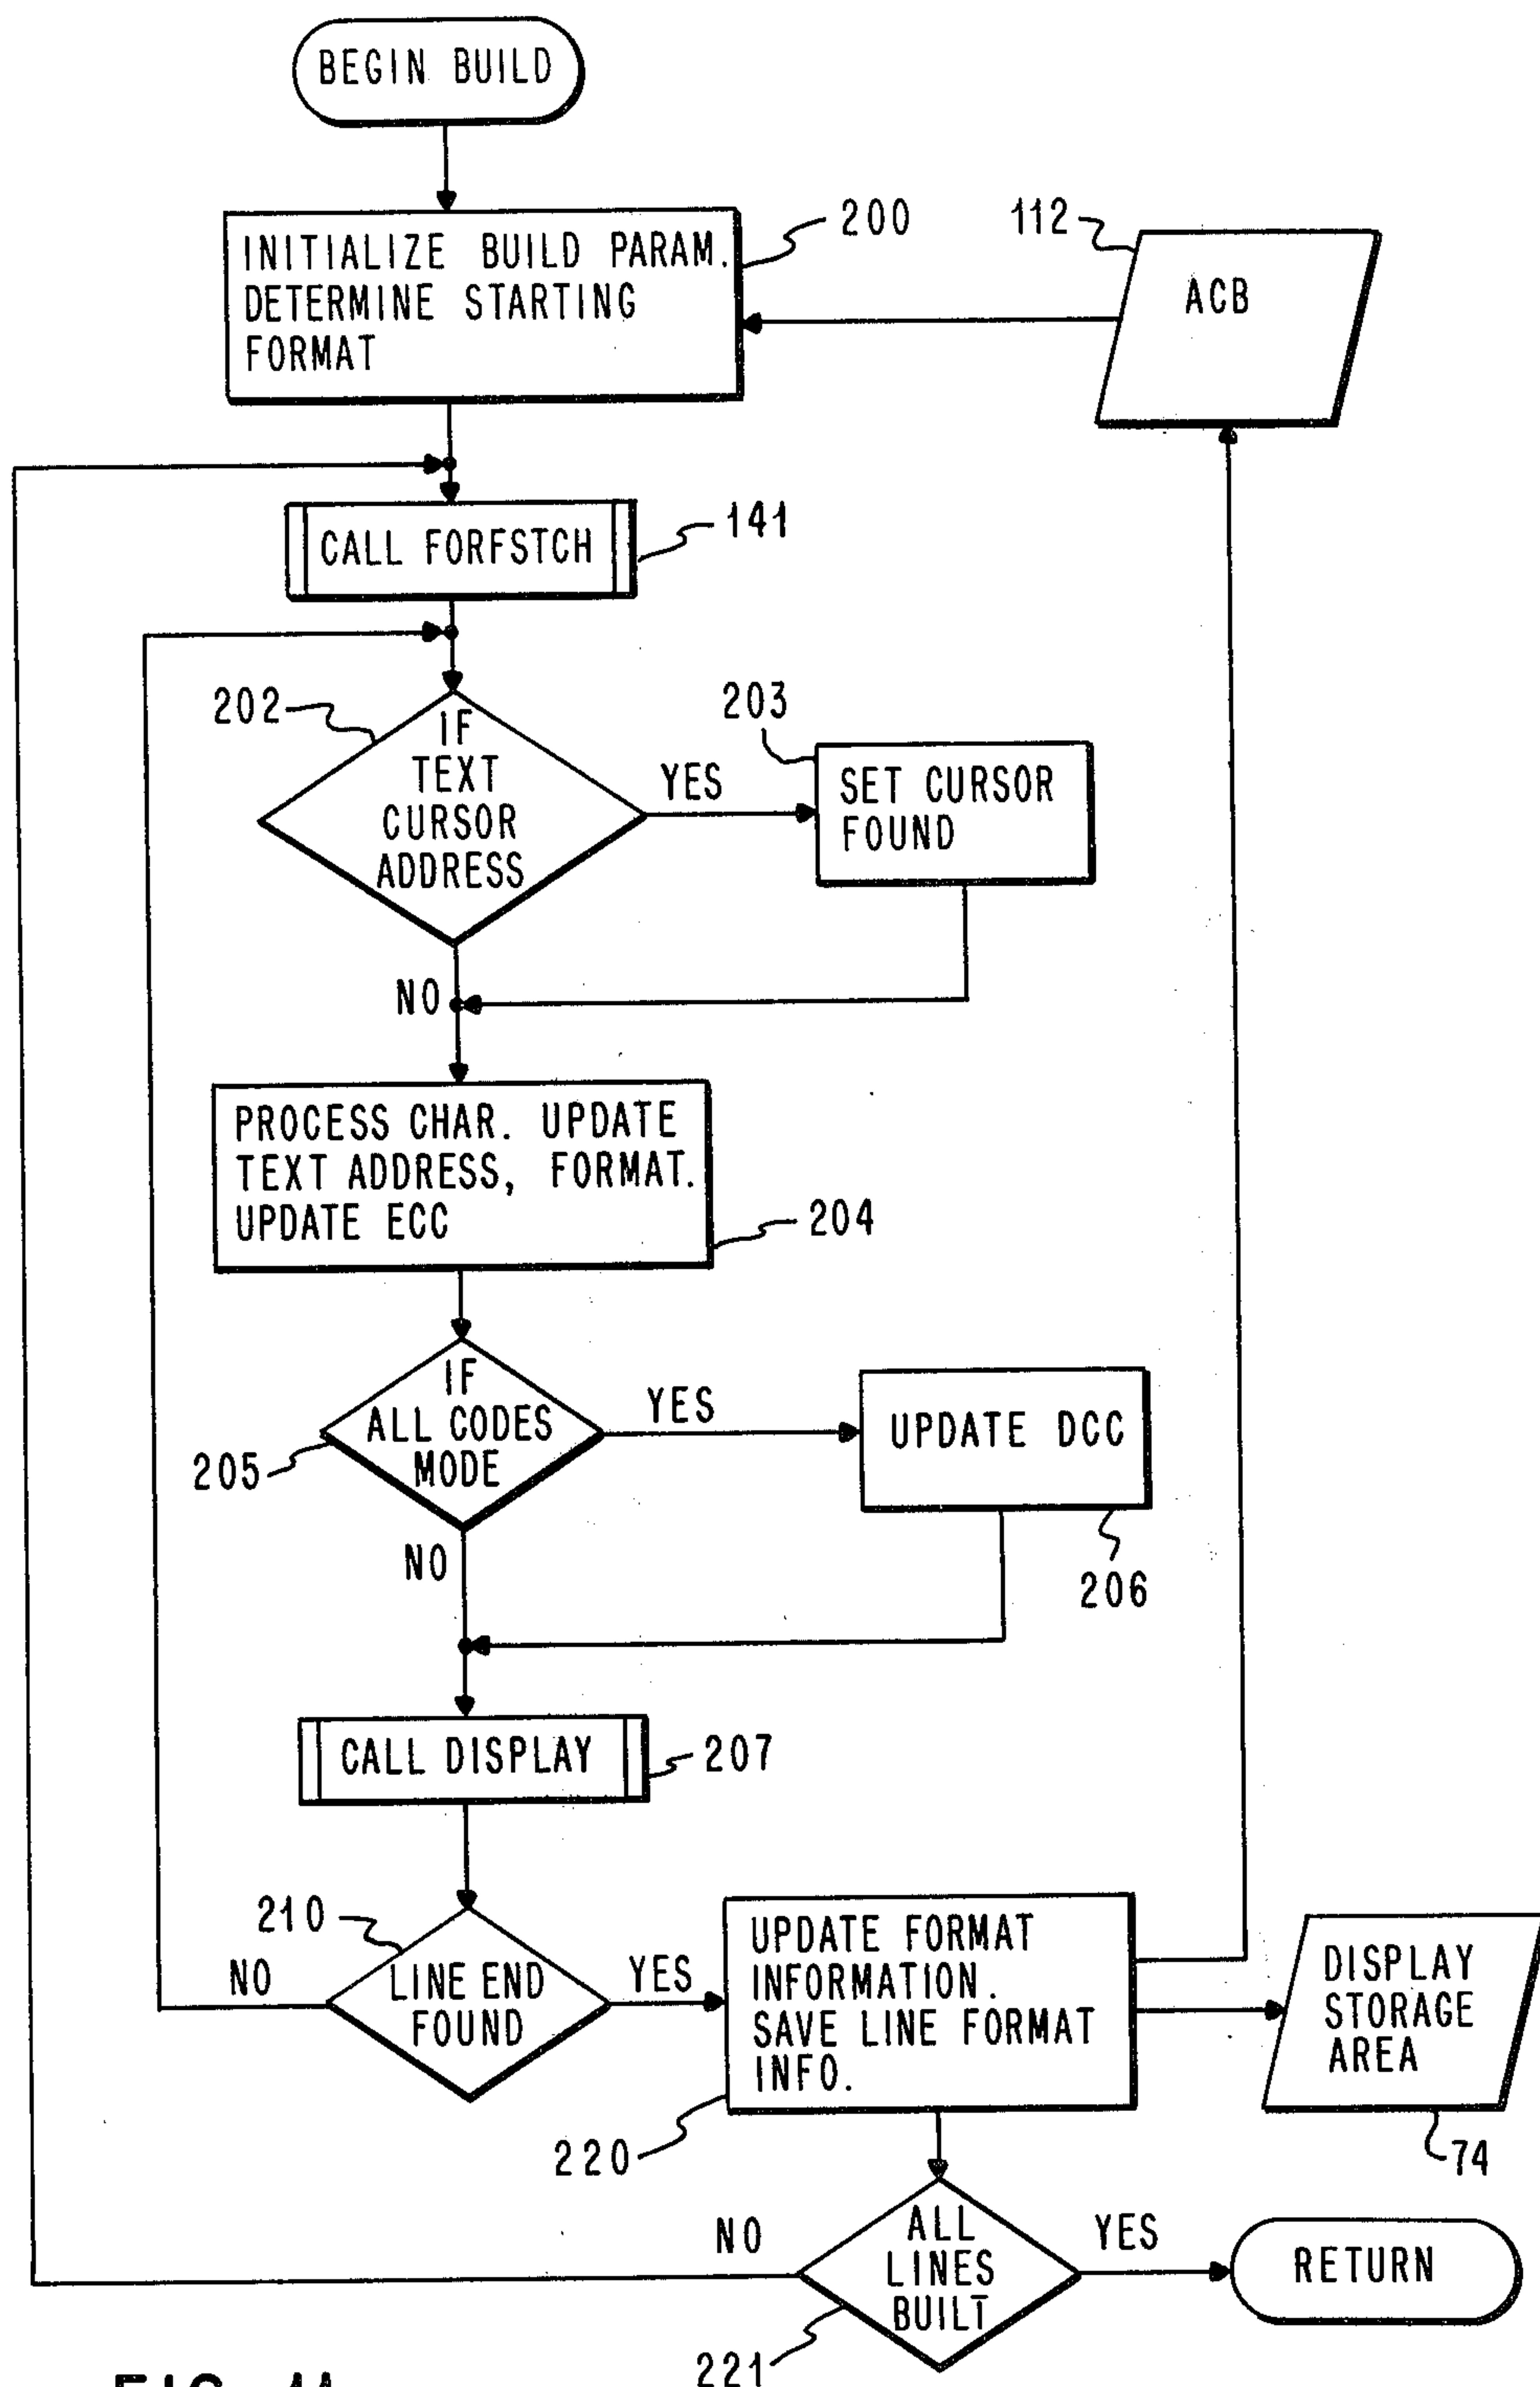 BEGIN BUILD
INITIALIZE BUILD PARAM.
DETERMINE STARTING
FORMAT
200
112
ACB
CALL FORFSTCH
141
202
IF
TEXT
CURSOR
ADDRESS
YES
203
SET CURSOR
FOUND
NO
PROCESS CHAR. UPDATE
TEXT ADDRESS, FORMAT.
UPDATE ECC
204
IF
ALL CODES
MODE
205
YES
UPDATE DCC
206
NO
CALL DISPLAY
207
210
LINE END
FOUND
NO
YES
UPDATE FORMAT
INFORMATION.
SAVE LINE FORMAT
INFO.
220
DISPLAY
STORAGE
AREA
74
NO
ALL
LINES
BUILT
YES
221
RETURN